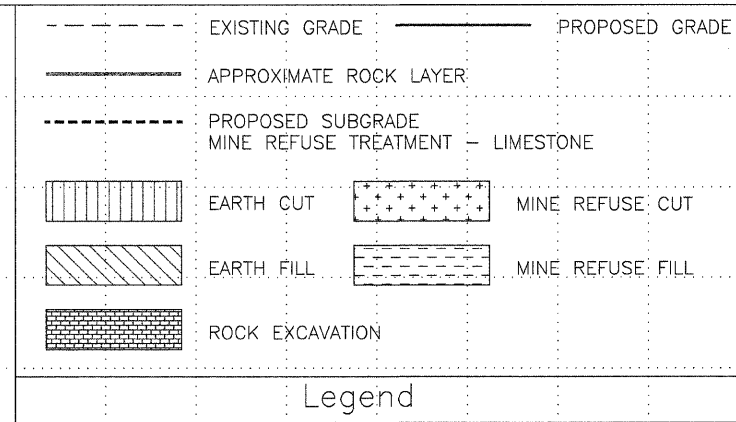 EXISTING GRADE PROPOSED GRADE
APPROXIMATE ROCK LAYER
PROPOSED SUBGRADE
MINE REFUSE TREATMENT – LIMESTONE
EARTH CUT MINE REFUSE CUT
EARTH FILL MINE REFUSE FILL
ROCK EXCAVATION
Legend